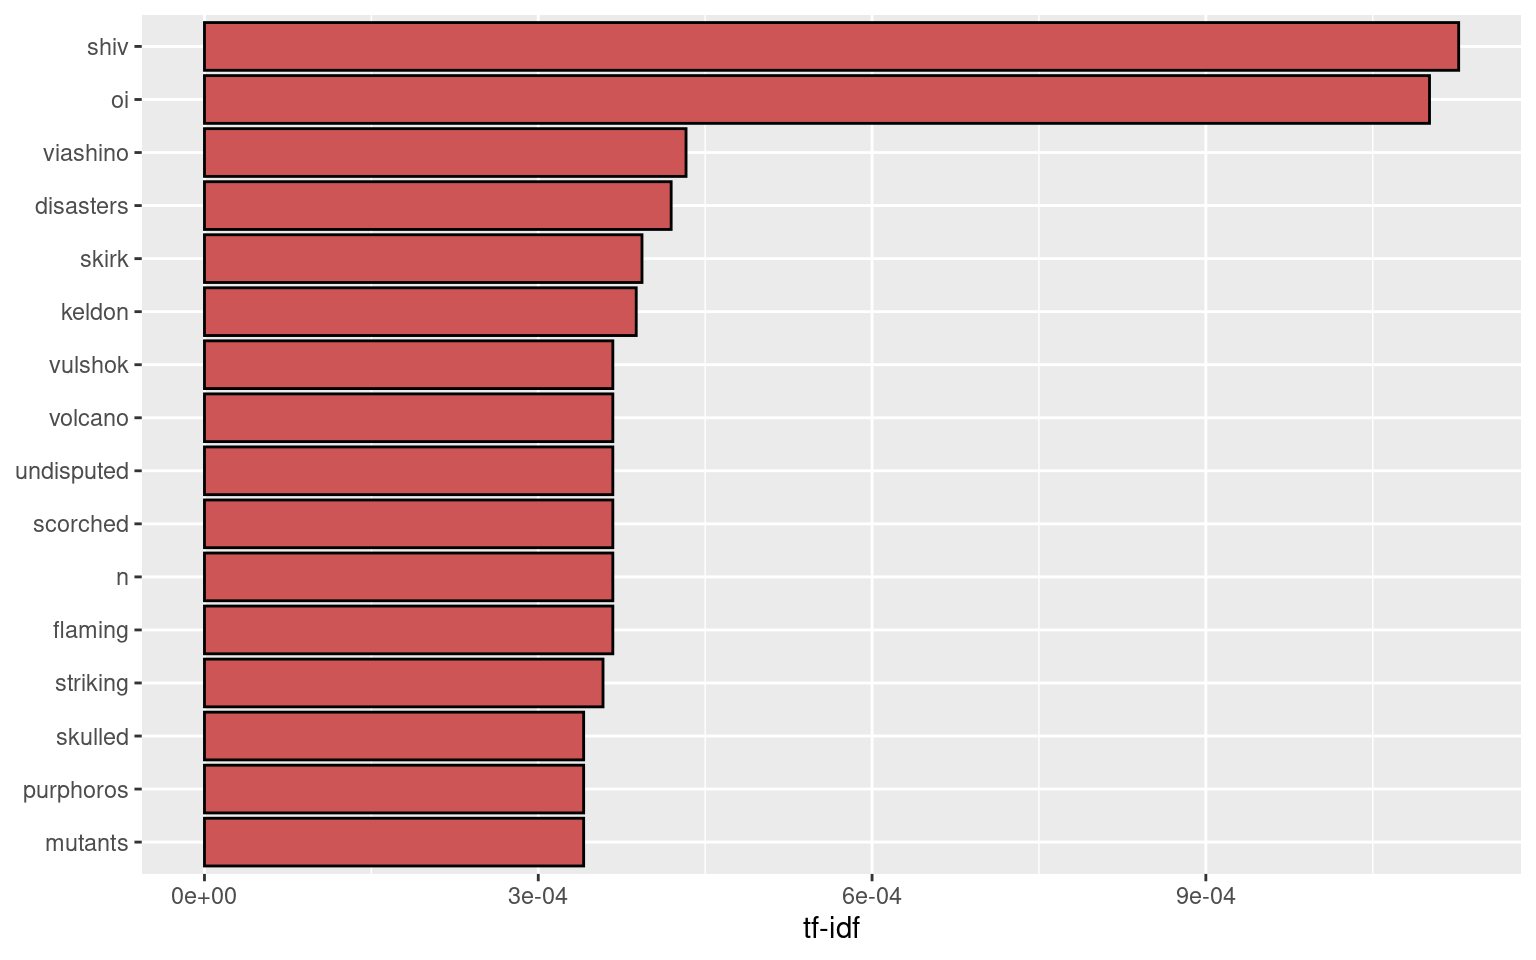 shiv
oi
viashino
disasters
skirk
keldon
vulshok
volcano
undisputed
scorched
n
flaming
striking
skulled
purphoros
mutants
0e+00 3e-04 6e-04 9e-04
tf-idf